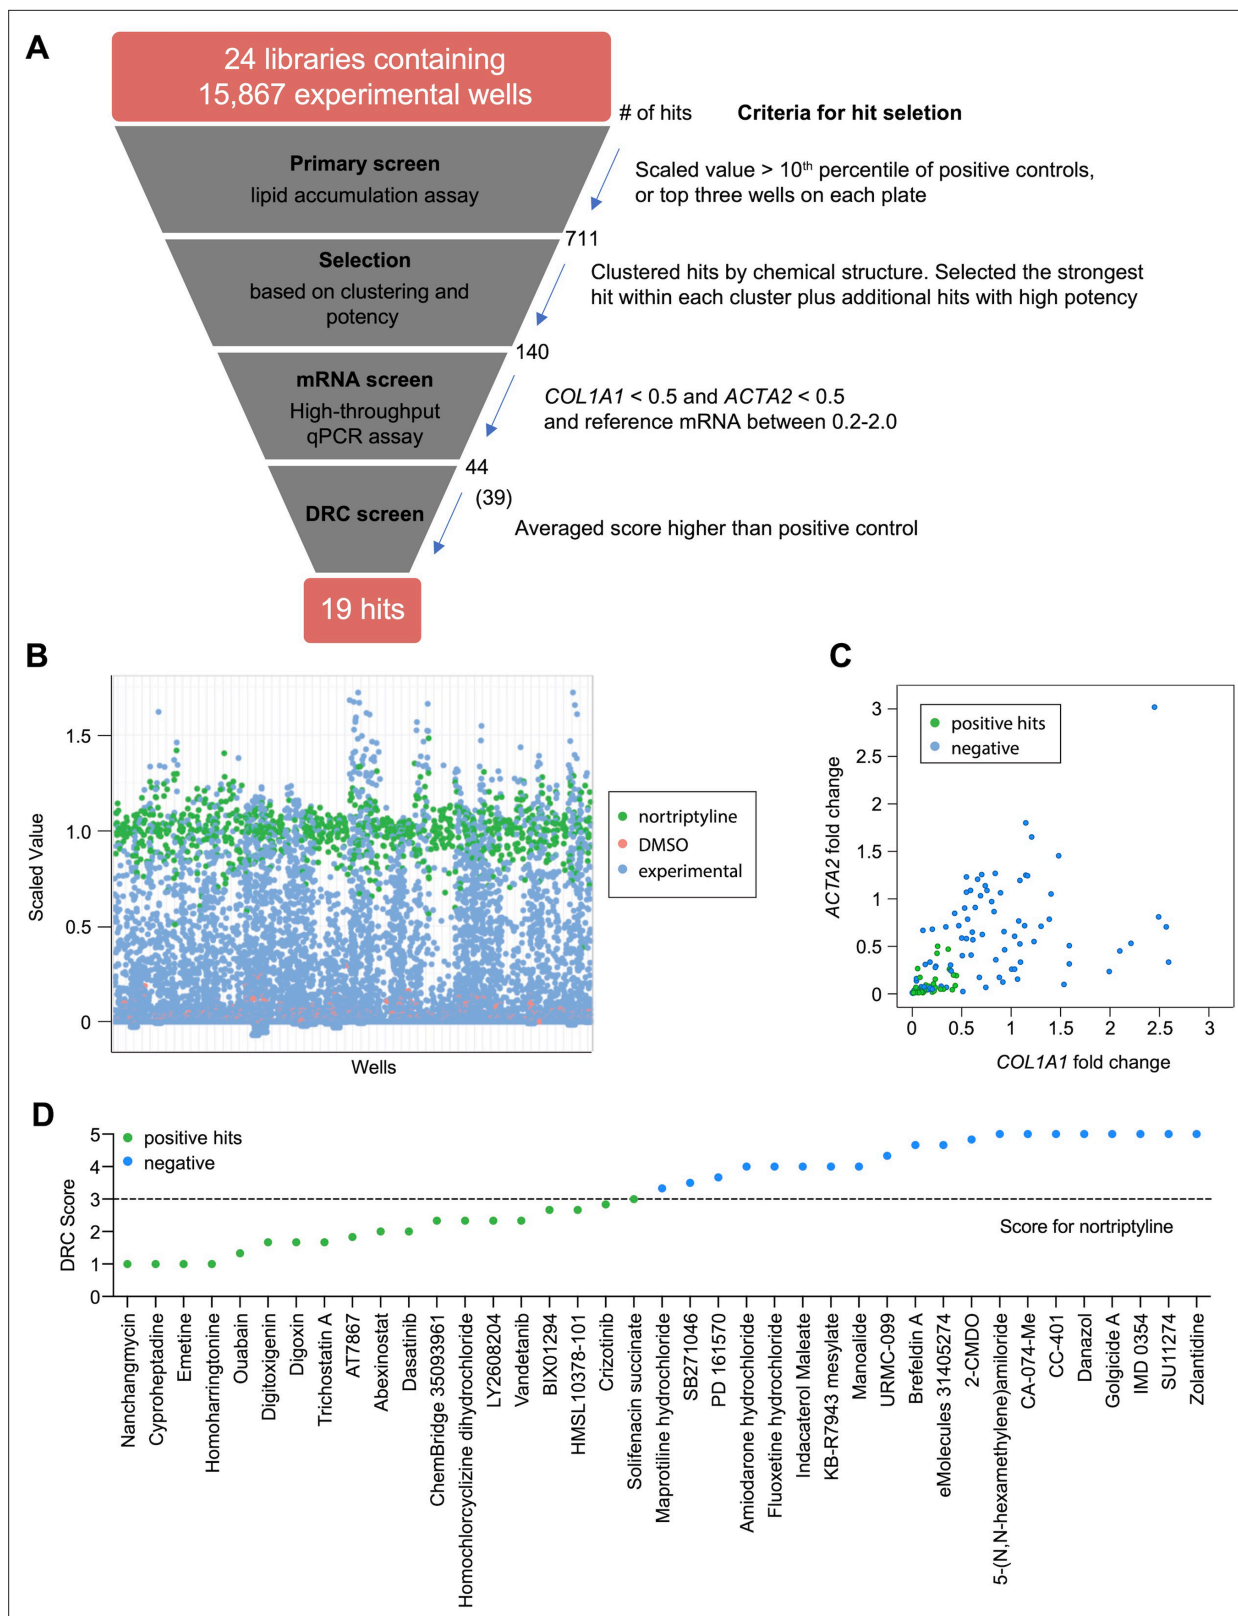 A
24 libraries containing
15,867 experimental wells
# of hits
Criteria for hit seletion
Primary screen
lipid accumulation assay
Scaled value > 10th percentile of positive controls,
or top three wells on each plate
711
Selection
based on clustering and
potency
Clustered hits by chemical structure. Selected the strongest
hit within each cluster plus additional hits with high potency
140
mRNA screen
High-throughput
qPCR assay
COL1A1 < 0.5 and ACTA2 < 0.5
and reference mRNA between 0.2-2.0
44
(39)
DRC screen
Averaged score higher than positive control
19 hits
B
Scaled Value
1.5
1.0
0.5
0
Wells
nortriptyline
DMSO
experimental
C
ACTA2 fold change
3
2.5
2
1.5
1
0.5
0
positive hits
negative
0 0.5 1 1.5 2 2.5 3
COL1A1 fold change
D
DRC Score
5
4
3
2
1
0
positive hits
negative
Score for nortriptyline
Nanchangmycin
Cyproheptadine
Emetine
Homoharringtonine
Ouabain
Digitoxigenin
Digoxin
Trichostatin A
AT7867
Abexinostat
Dasatinib
ChemBridge 35093961
Homochlorcyclizine dihydrochloride
LY2608204
Vandetanib
BIX01294
HMSL10378-101
Crizotinib
Solifenacin succinate
Maprotiline hydrochloride
SB271046
PD 161570
Amiodarone hydrochloride
Fluoxetine hydrochloride
Indacaterol Maleate
KB-R7943 mesylate
Manoalide
URMC-099
Brefeldin A
eMolecules 31405274
2-CMDO
5-(N,N-hexamethylene)amiloride
CA-074-Me
CC-401
Danazol
Golgicide A
IMD 0354
SU11274
Zolantidine